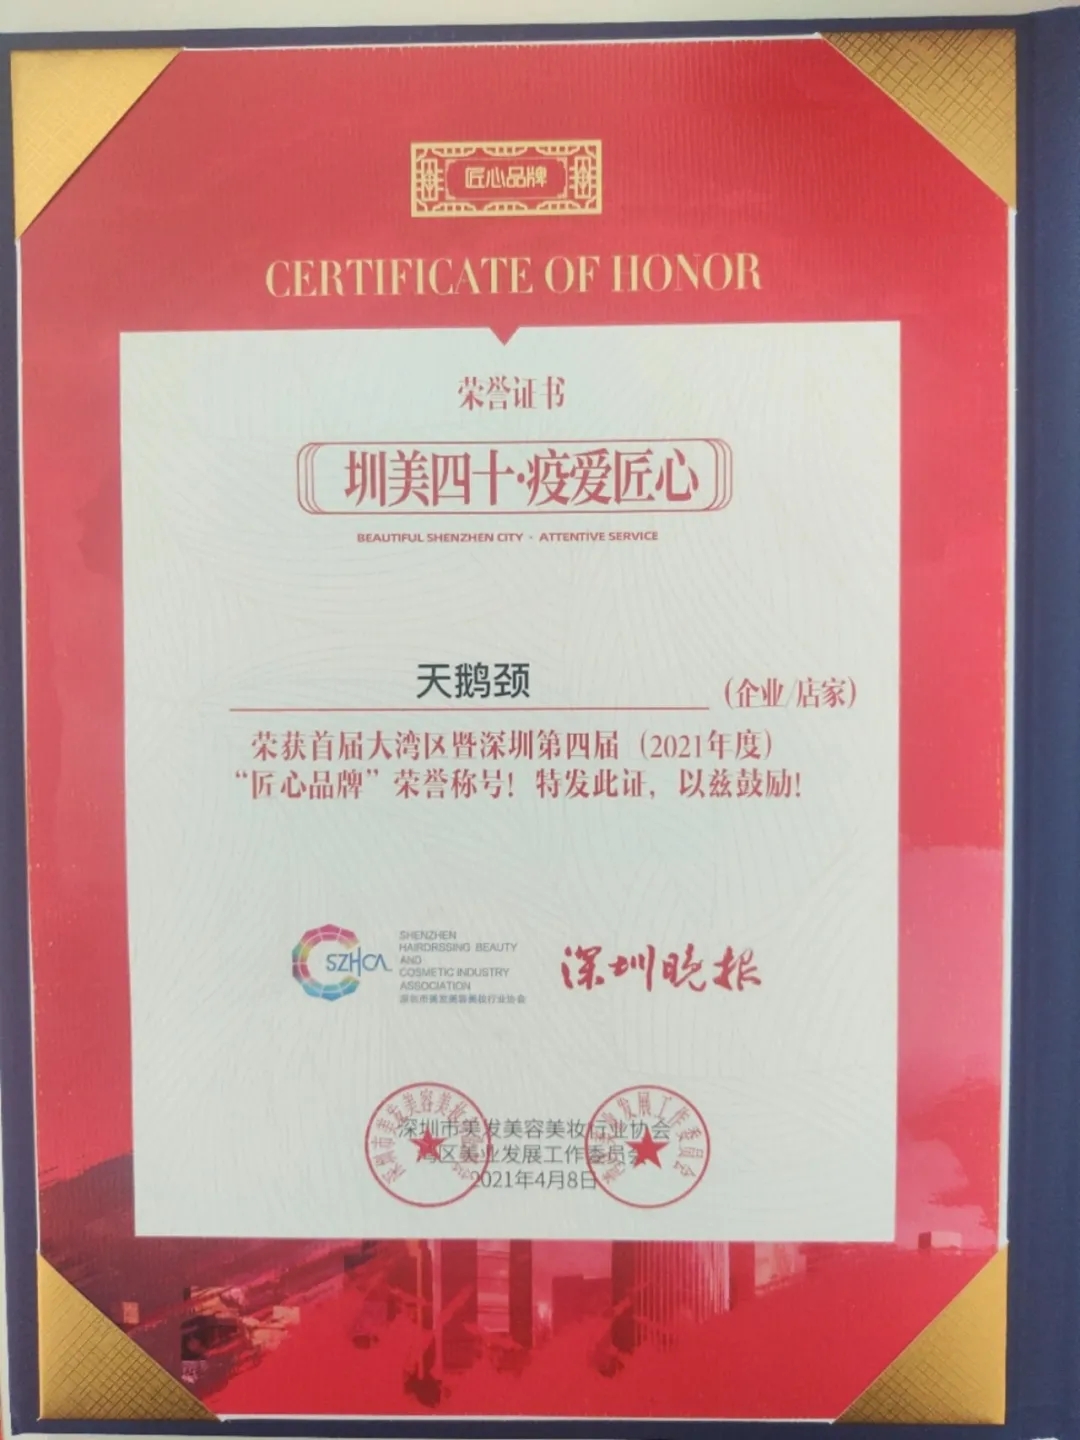 匠心品牌
CERTIFICATE OF HONOR
荣誉证书
圳美四十·疫爱匠心
BEAUTIFUL SHENZHEN CITY · ATTENTIVE SERVICE
天鹅颈
(企业/店家)
荣获首届大湾区暨深圳第四届（2021年度）
“匠心品牌”荣誉称号！特发此证，以兹鼓励！
SZHCA
SHENZHEN
HAIRDRSSING BEAUTY
AND
COSMETIC INDUSTRY
ASSOCIATION
深圳市美发美容美妆行业协会
深圳晚报
深圳市美发美容美妆行业协会
湾区美业发展工作委员会
2021年4月8日